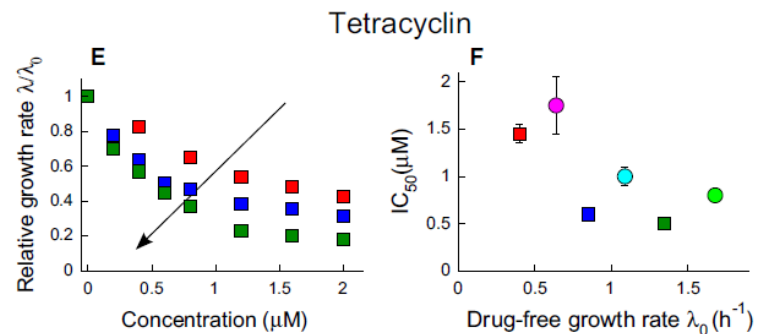 Tetracyclin
E
Relative growth rate λ/λ₀
1
0.8
0.6
0.4
0.2
0
0
0.5
1
1.5
2
Concentration (μM)
F
IC₅₀(μM)
2
1.5
1
0.5
0
0
0.5
1
1.5
Drug-free growth rate λ₀ (h⁻¹)